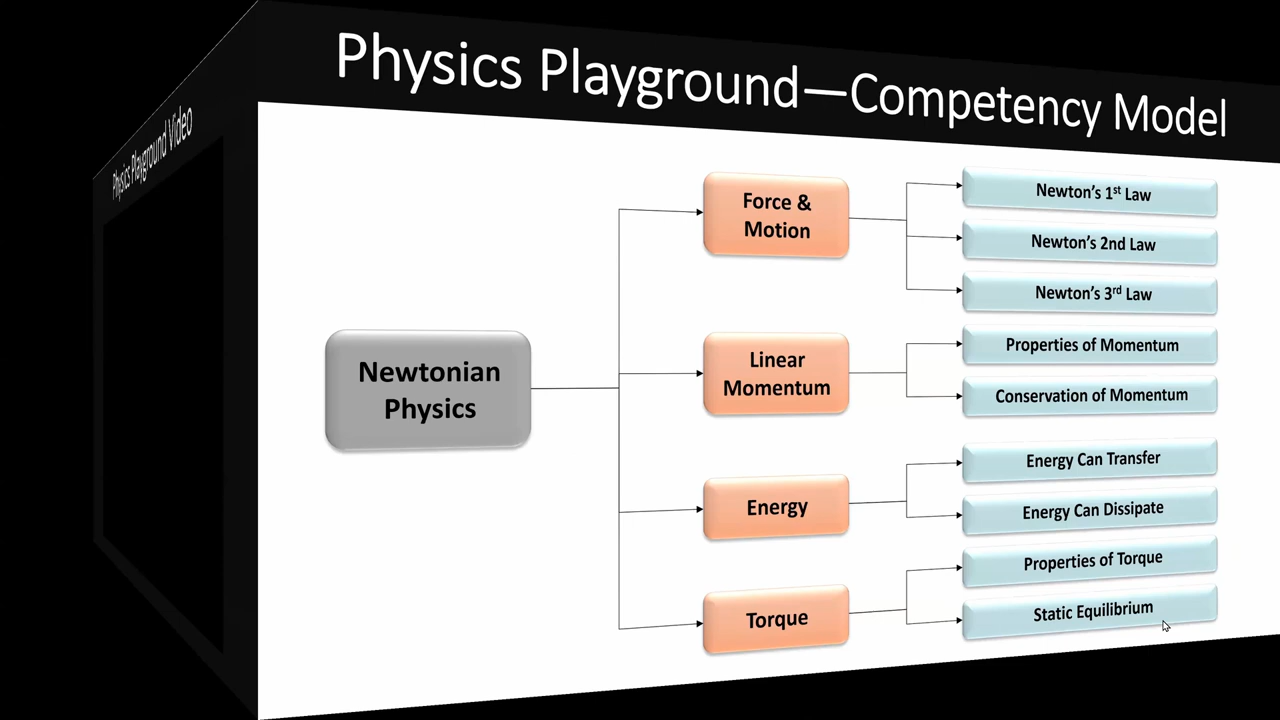 Physics Playground—Competency Model
Physics Playground Video
Newtonian
Physics
Force &
Motion
Newton's 1st Law
Newton's 2nd Law
Newton's 3rd Law
Linear
Momentum
Properties of Momentum
Conservation of Momentum
Energy
Energy Can Transfer
Energy Can Dissipate
Torque
Properties of Torque
Static Equilibrium